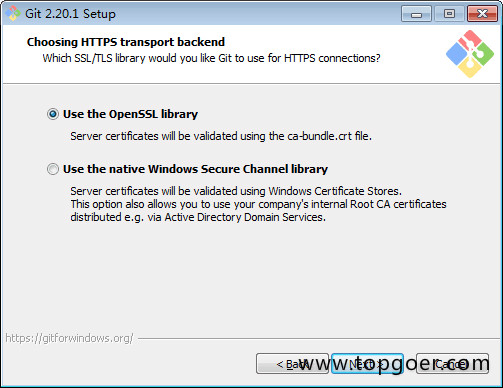 Git 2.20.1 Setup
Choosing HTTPS transport backend
Which SSL/TLS library would you like Git to use for HTTPS connections?
Use the OpenSSL library
Server certificates will be validated using the ca-bundle.crt file.
Use the native Windows Secure Channel library
Server certificates will be validated using Windows Certificate Stores.
This option also allows you to use your company's internal Root CA certificates
distributed e.g. via Active Directory Domain Services.
https://gitforwindows.org/
< Back Next > Cancel
www.topgoer.com